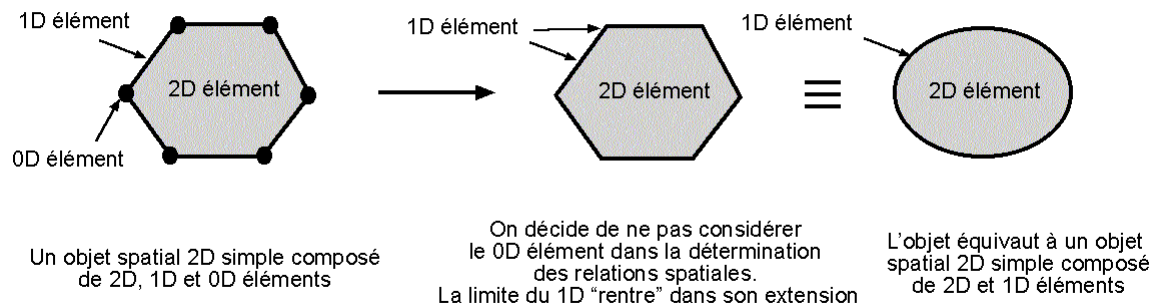 1D élément
2D élément
0D élément
1D élément
2D élément
1D élément
2D élément
Un objet spatial 2D simple composé
de 2D, 1D et 0D éléments
On décide de ne pas considérer
le 0D élément dans la détermination
des relations spatiales.
La limite du 1D “rentre” dans son extension
L’objet équivaut à un objet
spatial 2D simple composé
de 2D et 1D éléments